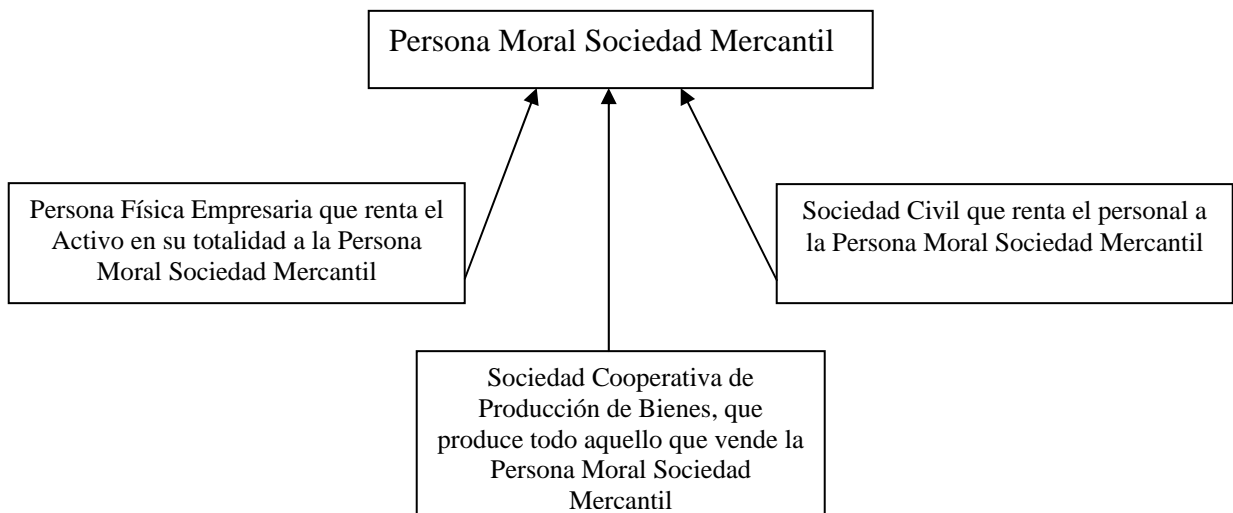 Persona Moral Sociedad Mercantil
Persona Física Empresaria que renta el
Activo en su totalidad a la Persona
Moral Sociedad Mercantil
Sociedad Civil que renta el personal a
la Persona Moral Sociedad Mercantil
Sociedad Cooperativa de
Producción de Bienes, que
produce todo aquello que vende la
Persona Moral Sociedad
Mercantil